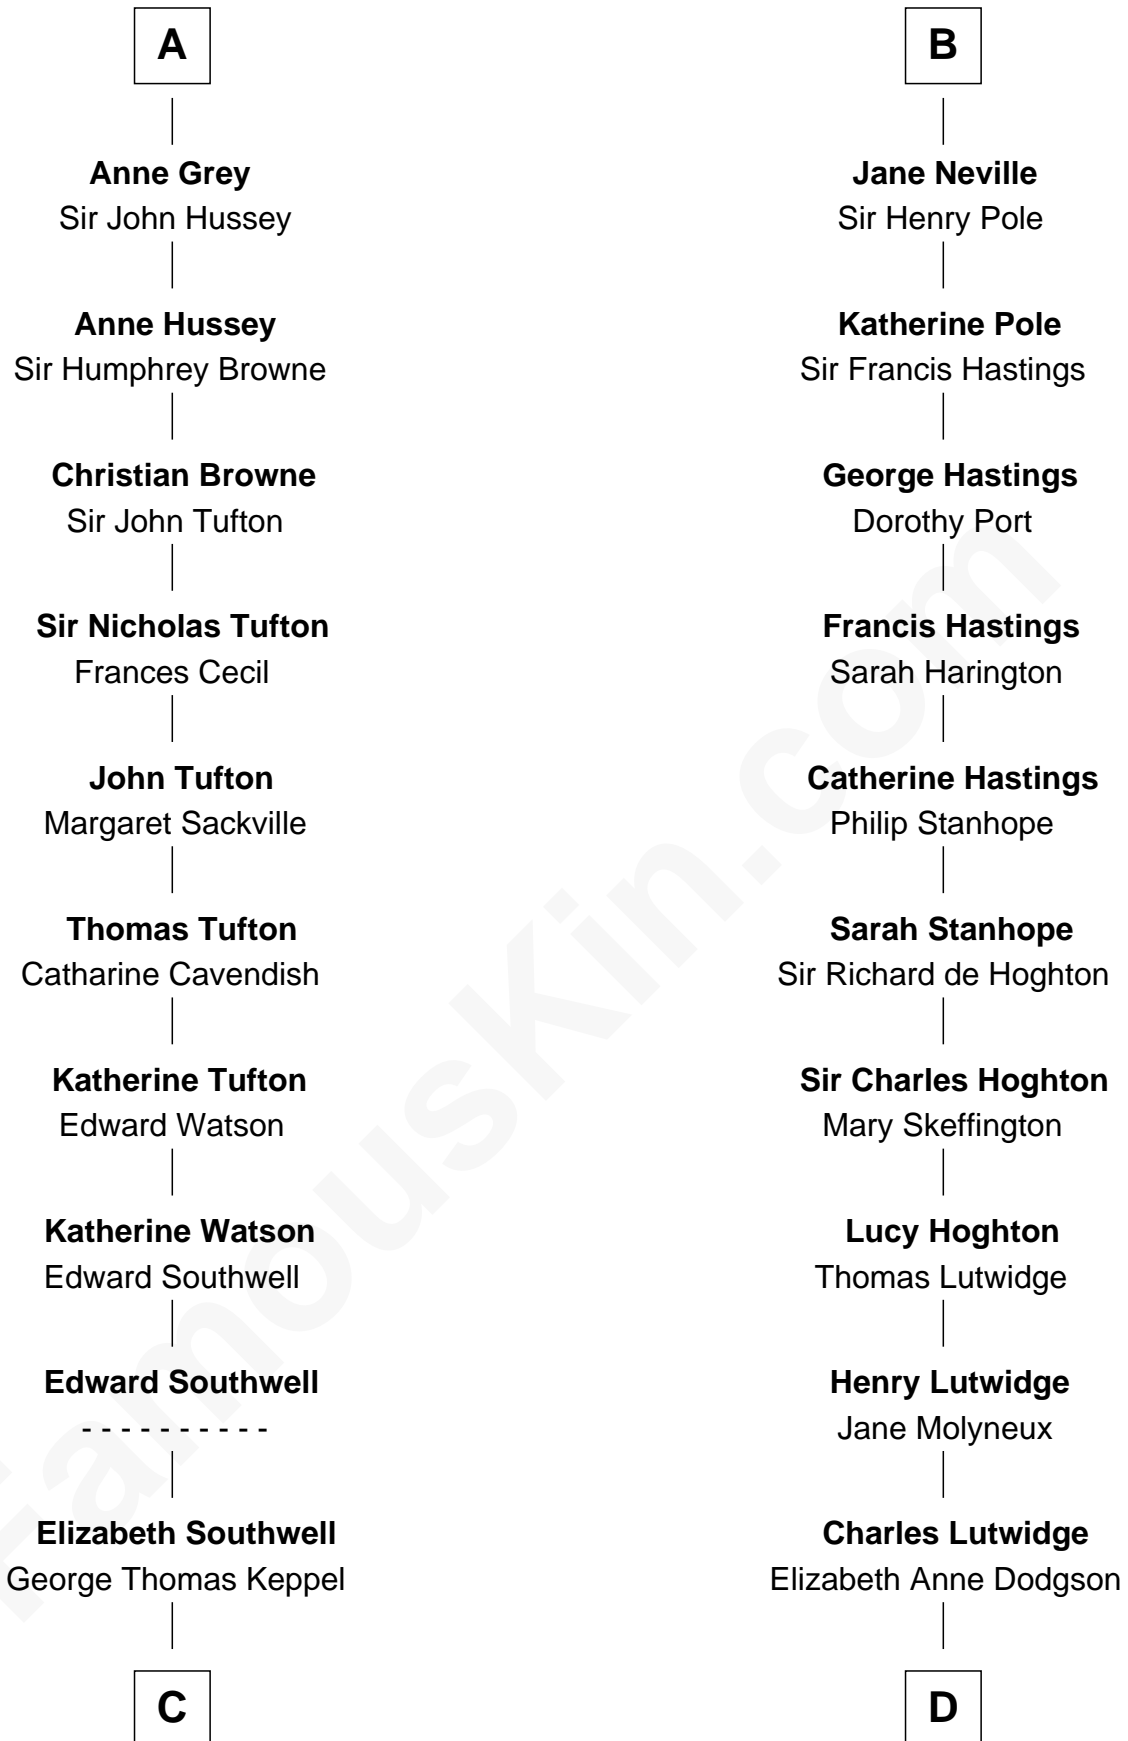 A
Anne Grey
Sir John Hussey
Anne Hussey
Sir Humphrey Browne
Christian Browne
Sir John Tufton
Sir Nicholas Tufton
Frances Cecil
John Tufton
Margaret Sackville
Thomas Tufton
Catharine Cavendish
Katherine Tufton
Edward Watson
Katherine Watson
Edward Southwell
Edward Southwell
- - - - - - - - - -
Elizabeth Southwell
George Thomas Keppel
C
B
Jane Neville
Sir Henry Pole
Katherine Pole
Sir Francis Hastings
George Hastings
Dorothy Port
Francis Hastings
Sarah Harington
Catherine Hastings
Philip Stanhope
Sarah Stanhope
Sir Richard de Hoghton
Sir Charles Hoghton
Mary Skeffington
Lucy Hoghton
Thomas Lutwidge
Henry Lutwidge
Jane Molyneux
Charles Lutwidge
Elizabeth Anne Dodgson
D
FamousKin.com